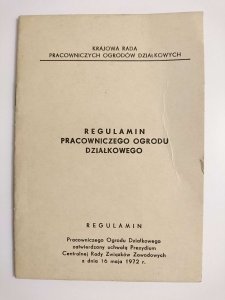 KRAJOWA RADA
PRACOWNICZYCH OGRODÓW DZIAŁKOWYCH
REGULAMIN
PRACOWNICZEGO OGRODU
DZIAŁKOWEGO
REGULAMIN
Pracowniczego Ogrodu Działkowego
zatwierdzony uchwałą Prezydium
Centralnej Rady Związków Zawodowych
z dnia 16 maja 1972 r.